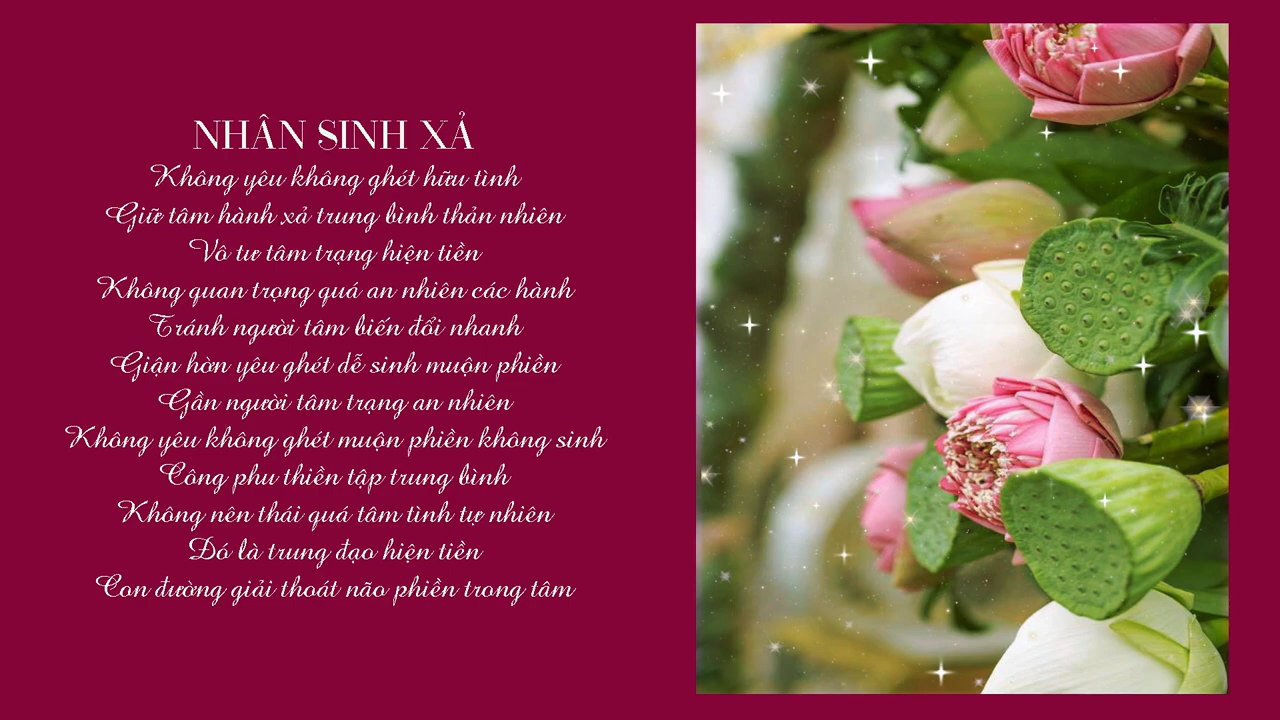 NHÂN SINH XẢ
Không yêu không ghét hữu tình
Giữ tâm hành xả trung bình thản nhiên
Vô tư tâm trạng hiện tiền
Không quan trọng quá an nhiên các hành
Tránh người tâm biến đổi nhanh
Giận hờn yêu ghét dễ sinh muộn phiền
Gần người tâm trạng an nhiên
Không yêu không ghét muộn phiền không sinh
Công phu thiền tập trung bình
Không nên thái quá tâm tình tự nhiên
Đó là trung đạo hiện tiền
Con đường giải thoát não phiền trong tâm